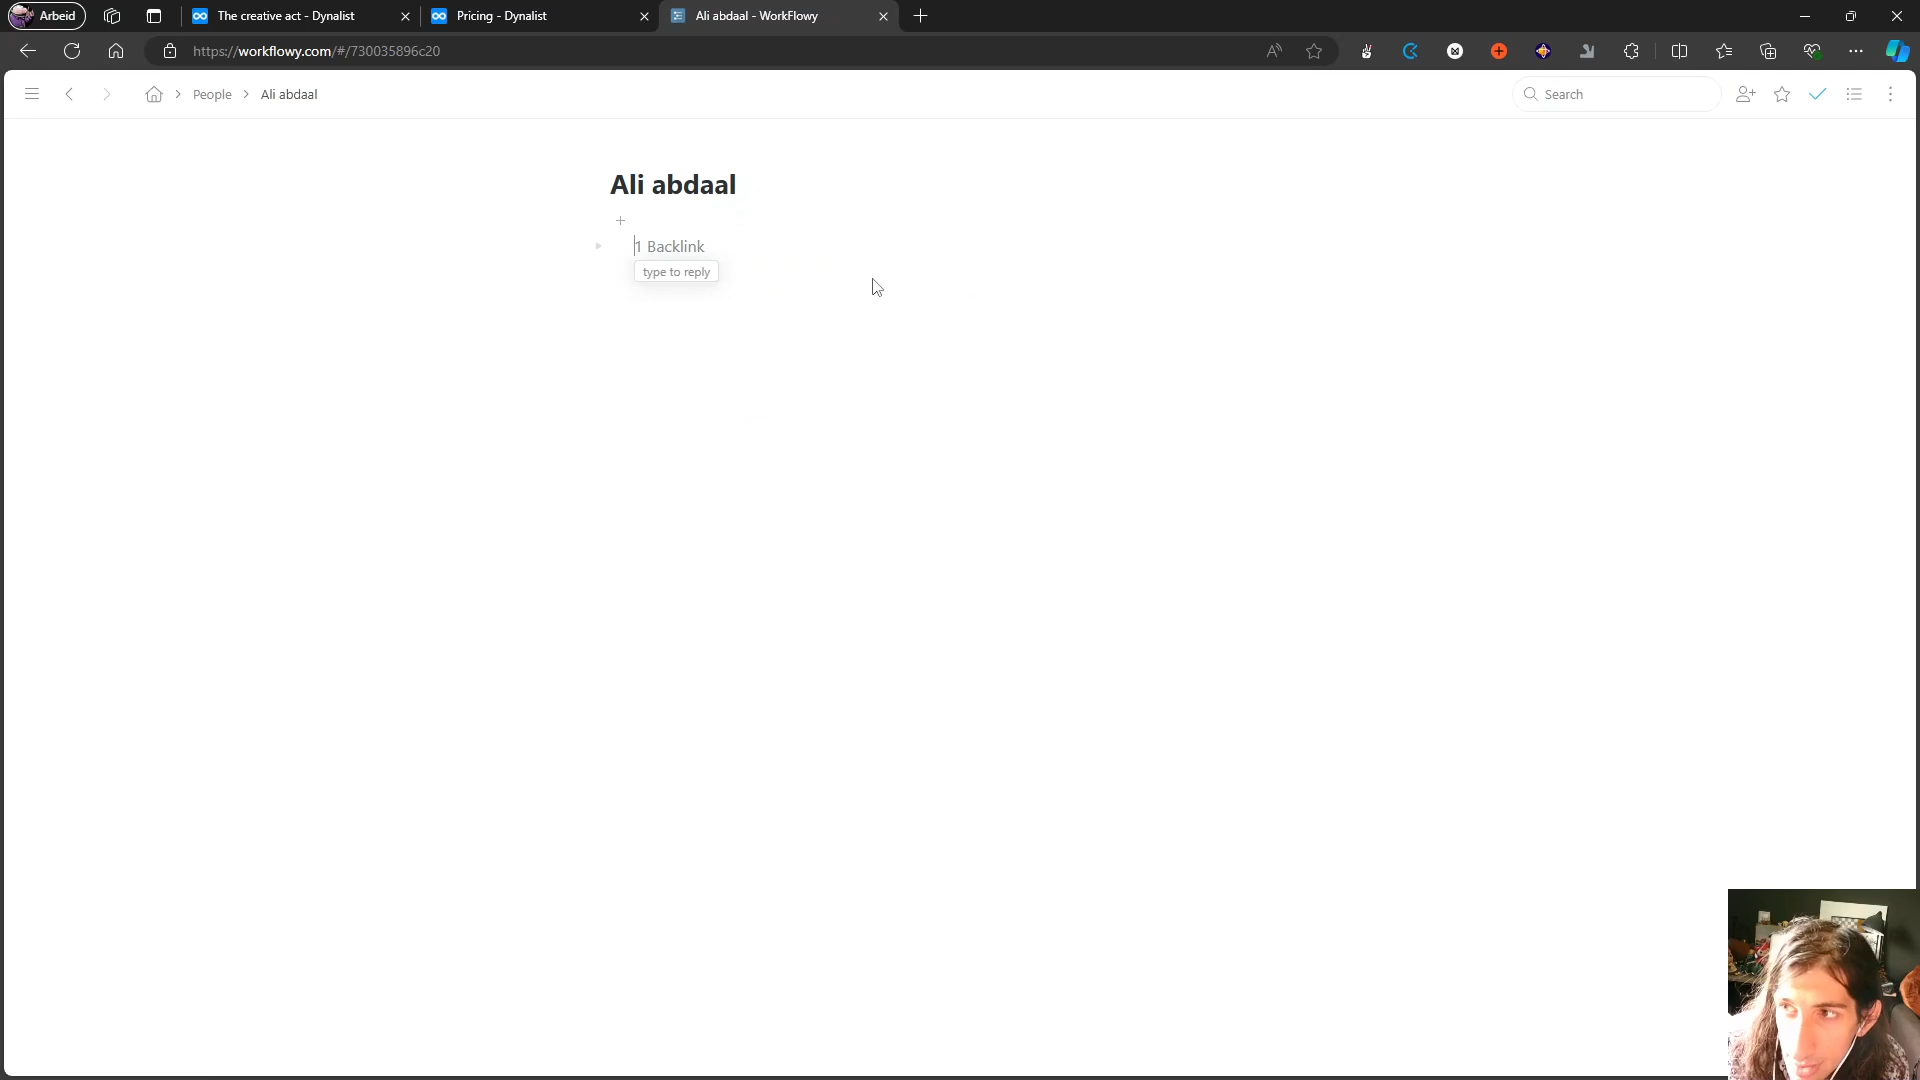 Arbeid
The creative act - Dynalist
Pricing - Dynalist
Ali abdaal - WorkFlowy
https://workflowy.com/#/730035896c20
People
Ali abdaal
Search
Ali abdaal
1 Backlink
type to reply